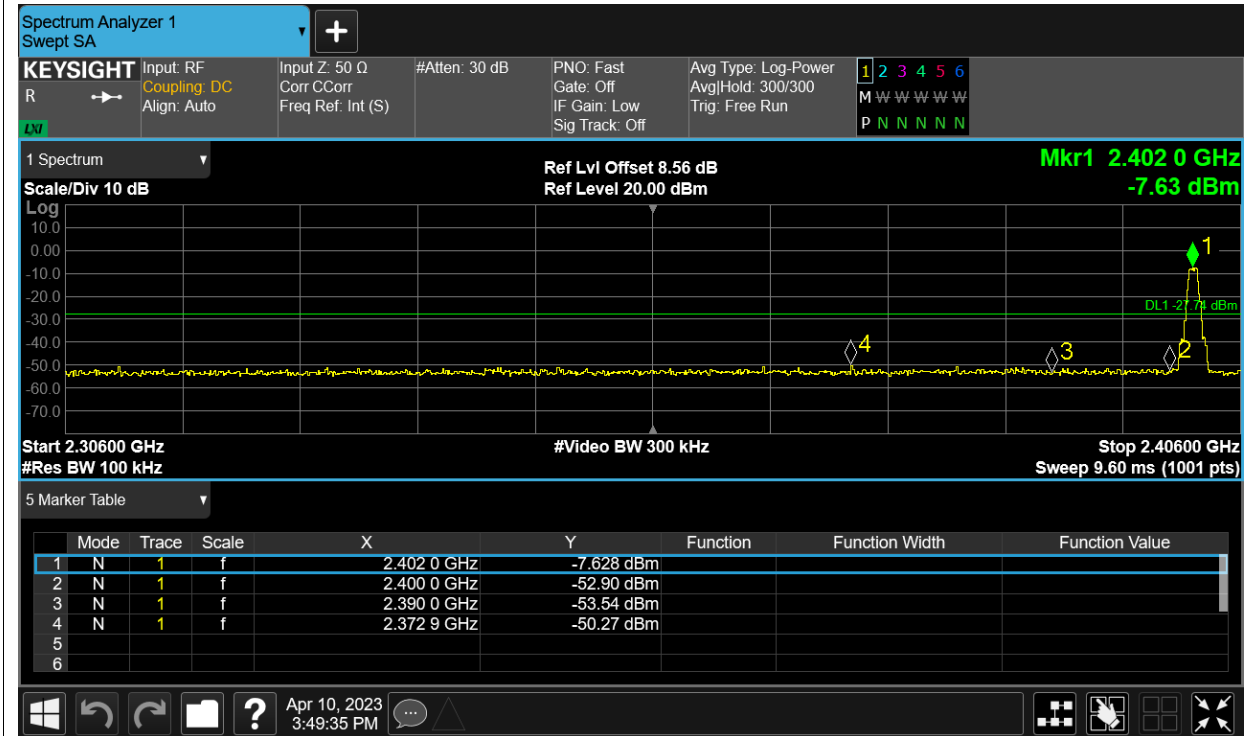 Spectrum Analyzer 1
Swept SA
+
KEYSIGHT
R
LXI
Input: RF
Coupling: DC
Align: Auto
Input Z: 50 Ω
Corr CCorr
Freq Ref: Int (S)
#Atten: 30 dB
PNO: Fast
Gate: Off
IF Gain: Low
Sig Track: Off
Avg Type: Log-Power
Avg|Hold: 300/300
Trig: Free Run
1 2 3 4 5 6
M W W W W W
P N N N N N
1 Spectrum
Scale/Div 10 dB
Ref Lvl Offset 8.56 dB
Ref Level 20.00 dBm
Mkr1 2.402 0 GHz
-7.63 dBm
Log
10.0
0.00
-10.0
-20.0
-30.0
-40.0
-50.0
-60.0
-70.0
1
DL1 -27.74 dBm
4
3
2
Start 2.30600 GHz
#Video BW 300 kHz
Stop 2.40600 GHz
#Res BW 100 kHz
Sweep 9.60 ms (1001 pts)
5 Marker Table
Mode Trace Scale X Y Function Function Width Function Value
1 N 1 f 2.402 0 GHz -7.628 dBm
2 N 1 f 2.400 0 GHz -52.90 dBm
3 N 1 f 2.390 0 GHz -53.54 dBm
4 N 1 f 2.372 9 GHz -50.27 dBm
5
6
?
Apr 10, 2023
3:49:35 PM